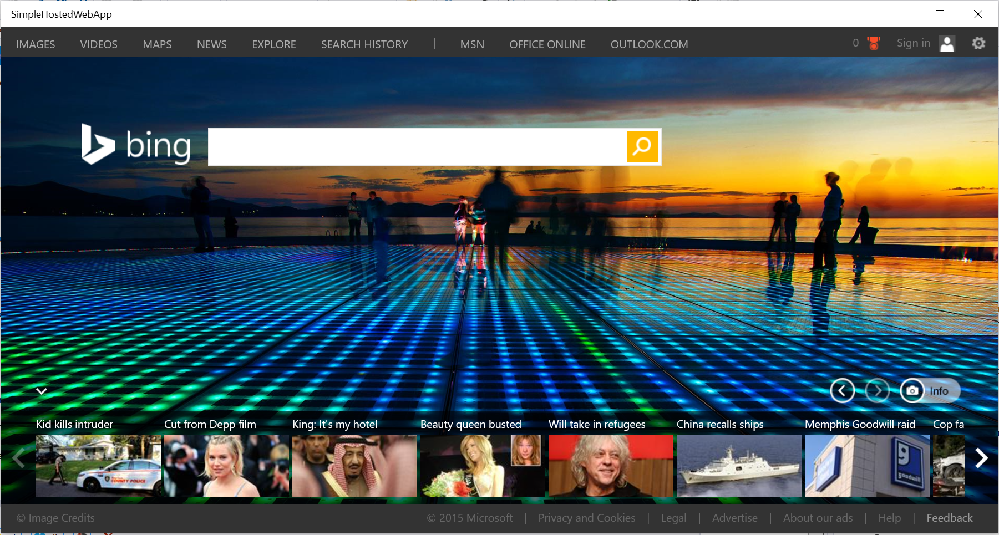 SimpleHostedWebApp
IMAGES VIDEOS MAPS NEWS EXPLORE SEARCH HISTORY | MSN OFFICE ONLINE OUTLOOK.COM 0 Sign in
bing
Info
Kid kills intruder Cut from Depp film King: It's my hotel Beauty queen busted Will take in refugees China recalls ships Memphis Goodwill raid Cop fa
COUNTY POLICE
goodwill
© Image Credits © 2015 Microsoft | Privacy and Cookies | Legal | Advertise | About our ads | Help | Feedback